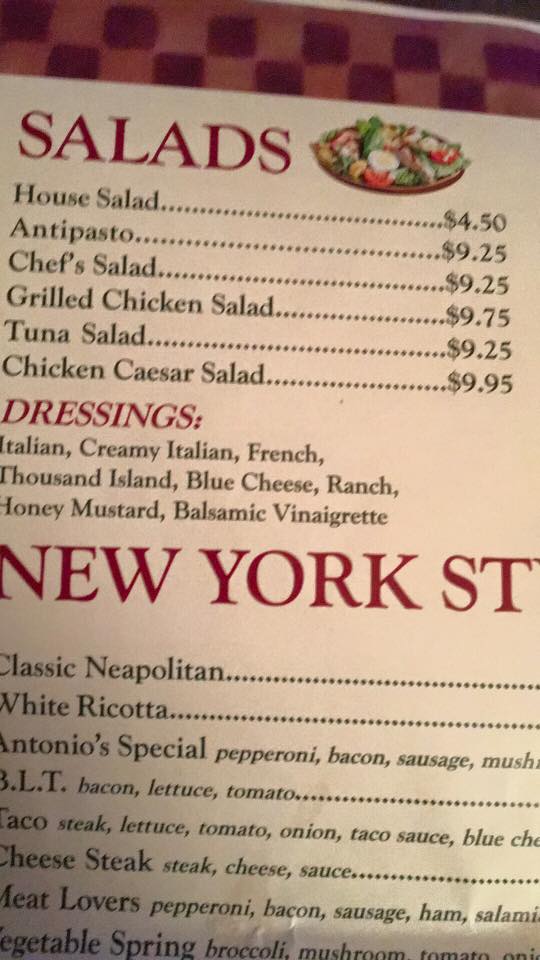 SALADS
House Salad....................................$4.50
Antipasto.......................................$9.25
Chef's Salad....................................$9.25
Grilled Chicken Salad......................$9.75
Tuna Salad.....................................$9.25
Chicken Caesar Salad.......................$9.95
DRESSINGS:
Italian, Creamy Italian, French,
Thousand Island, Blue Cheese, Ranch,
Honey Mustard, Balsamic Vinaigrette
NEW YORK
Classic Neapolitan....................................
White Ricotta...........................................
Antonio's Special pepperoni, bacon, sausage,
B.L.T. bacon, lettuce, tomato..............................
Taco steak, lettuce, tomato, onion, taco sauce, blue
Cheese Steak steak, cheese, sauce......................
Meat Lovers pepperoni, bacon, sausage, ham, salami
Vegetable Spring broccoli, mushroom, tomato,